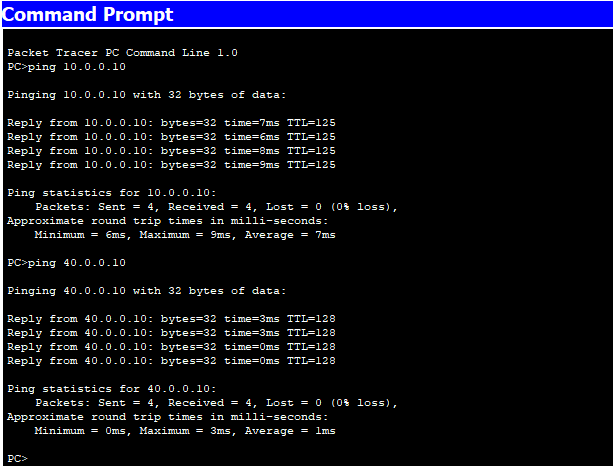 Command Prompt
Packet Tracer PC Command Line 1.0
PC>ping 10.0.0.10
Pinging 10.0.0.10 with 32 bytes of data:
Reply from 10.0.0.10: bytes=32 time=7ms TTL=125
Reply from 10.0.0.10: bytes=32 time=6ms TTL=125
Reply from 10.0.0.10: bytes=32 time=8ms TTL=125
Reply from 10.0.0.10: bytes=32 time=9ms TTL=125
Ping statistics for 10.0.0.10:
    Packets: Sent = 4, Received = 4, Lost = 0 (0% loss),
Approximate round trip times in milli-seconds:
    Minimum = 6ms, Maximum = 9ms, Average = 7ms
PC>ping 40.0.0.10
Pinging 40.0.0.10 with 32 bytes of data:
Reply from 40.0.0.10: bytes=32 time=3ms TTL=128
Reply from 40.0.0.10: bytes=32 time=3ms TTL=128
Reply from 40.0.0.10: bytes=32 time=0ms TTL=128
Reply from 40.0.0.10: bytes=32 time=0ms TTL=128
Ping statistics for 40.0.0.10:
    Packets: Sent = 4, Received = 4, Lost = 0 (0% loss),
Approximate round trip times in milli-seconds:
    Minimum = 0ms, Maximum = 3ms, Average = 1ms
PC>